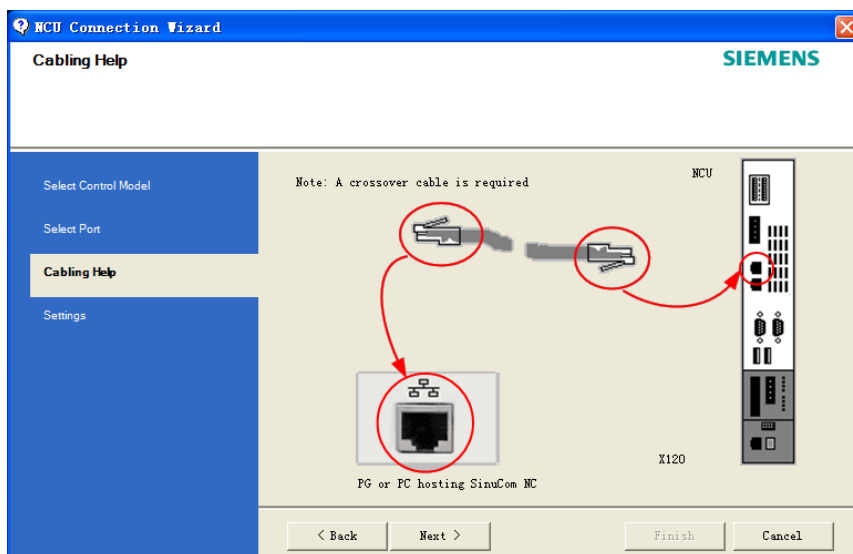 NCU Connection Wizard
Cabling Help
SIEMENS
Select Control Model
Select Port
Cabling Help
Settings
Note: A crossover cable is required
NCU
X120
PG or PC hosting SinuCom NC
< Back
Next >
Finish
Cancel